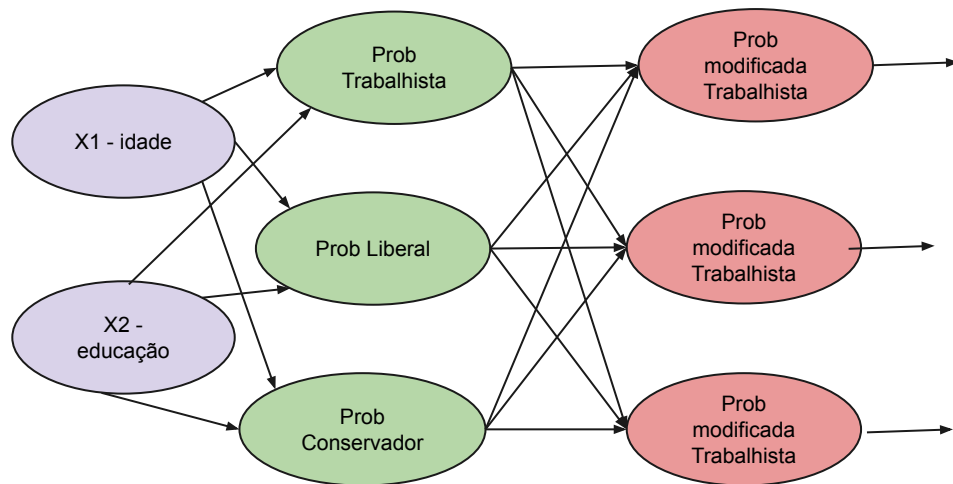 X1 - idade
X2 -
educação
Prob
Trabalhista
Prob Liberal
Prob
Conservador
Prob
modificada
Trabalhista
Prob
modificada
Trabalhista
Prob
modificada
Trabalhista